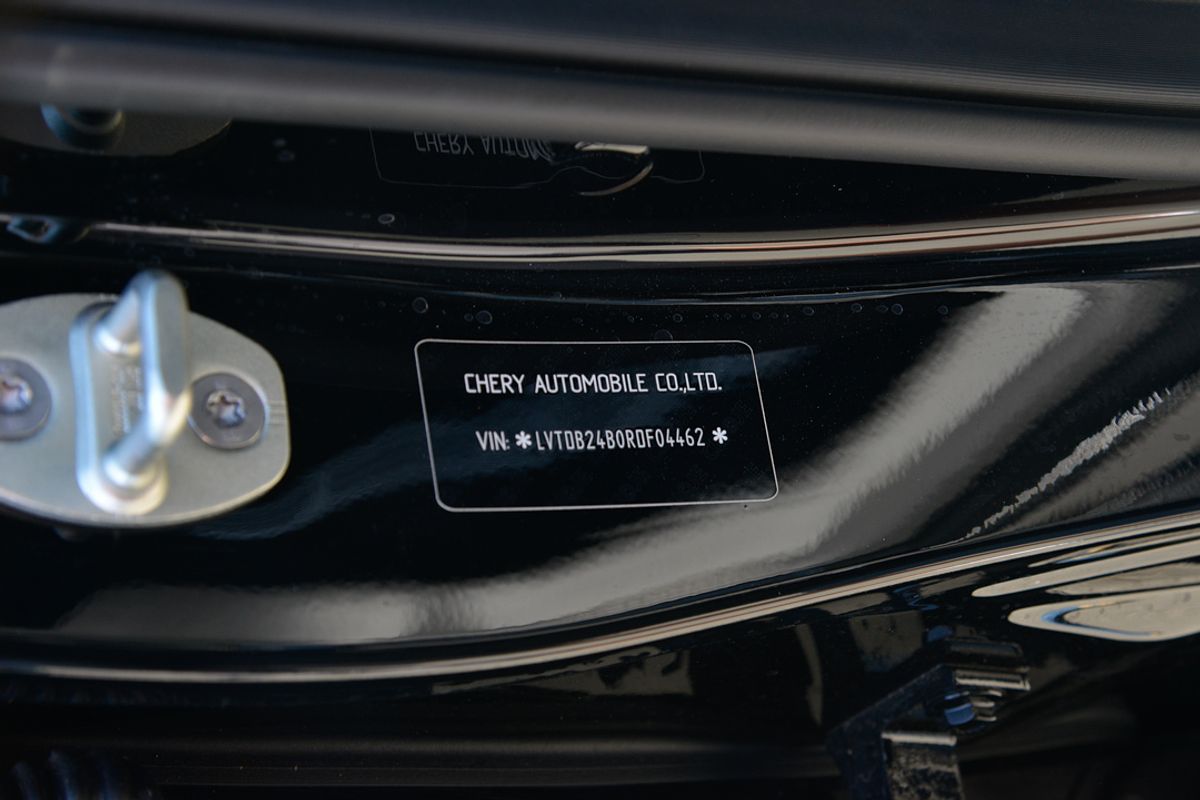 CHERY AUTOMOBILE CO.,LTD.
VIN: *LVTDB24B0RDF04462*